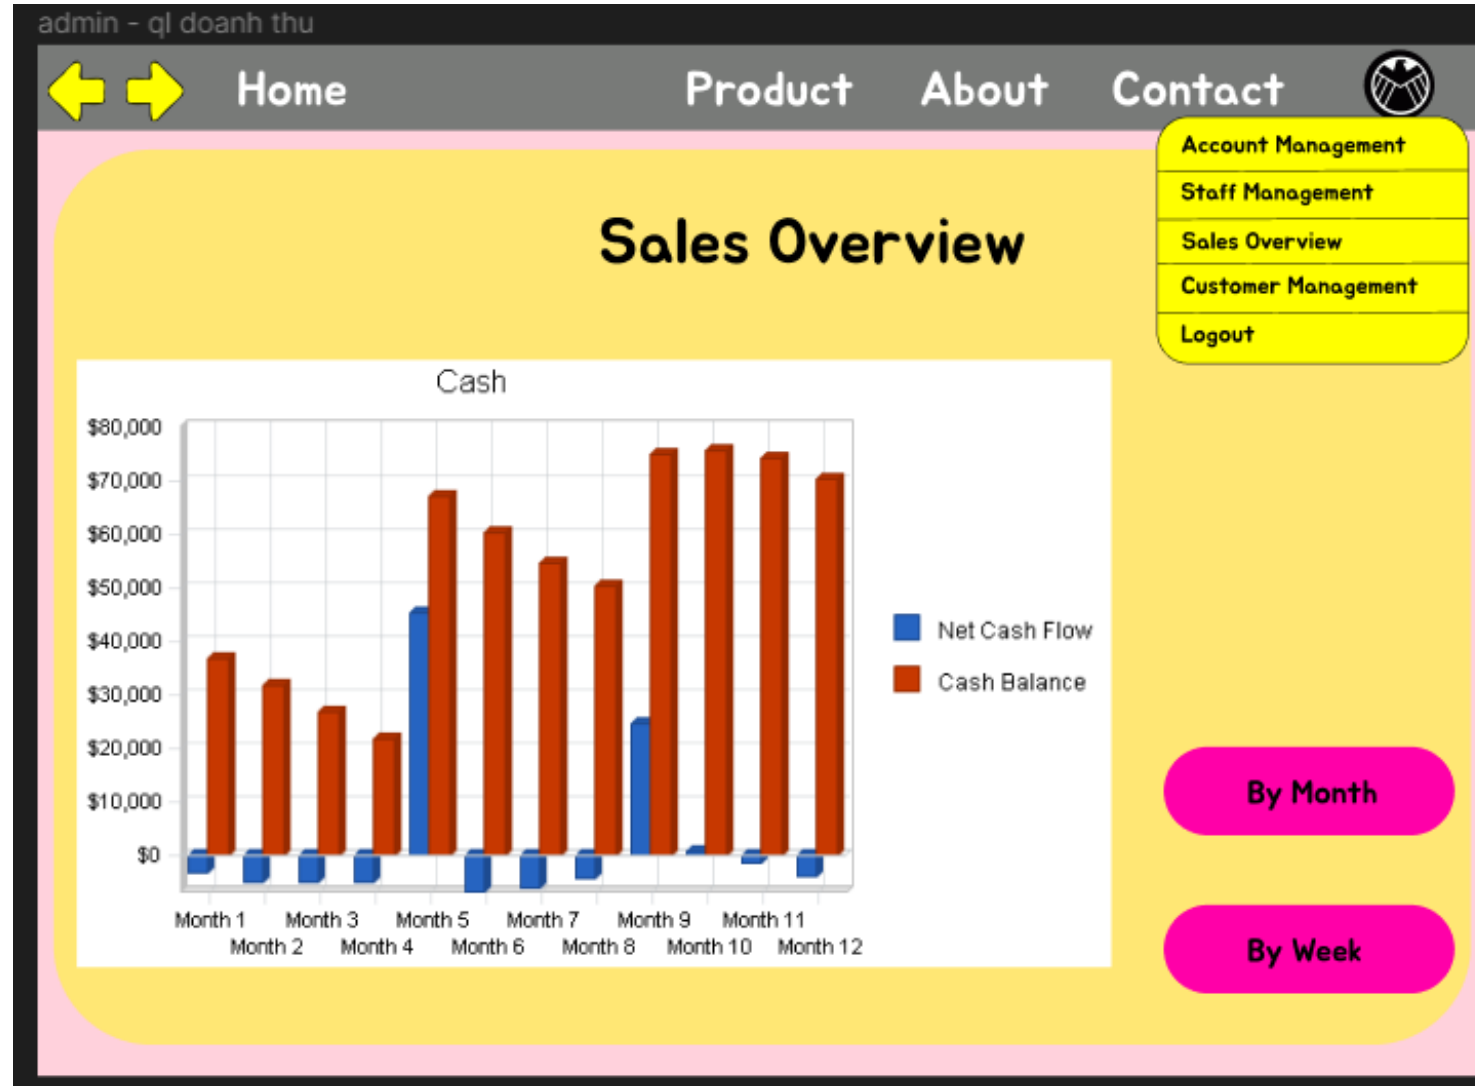 admin - ql doanh thu
Home Product About Contact
Account Management
Staff Management
Sales Overview
Customer Management
Logout
Sales Overview
Cash
$80,000
$70,000
$60,000
$50,000
$40,000
$30,000
$20,000
$10,000
$0
Month 1 Month 3 Month 5 Month 7 Month 9 Month 11
Month 2 Month 4 Month 6 Month 8 Month 10 Month 12
Net Cash Flow
Cash Balance
By Month
By Week